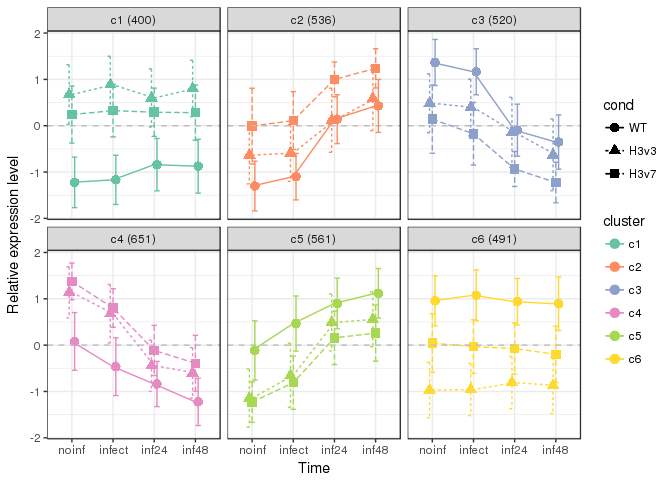 c1 (400) c2 (536) c3 (520)
2
1
0
-1
-2
c4 (651) c5 (561) c6 (491)
2
1
0
-1
-2
noinf infect inf24 inf48 noinf infect inf24 inf48 noinf infect inf24 inf48
Time
Relative expression level
cond
WT
H3v3
H3v7
cluster
c1
c2
c3
c4
c5
c6